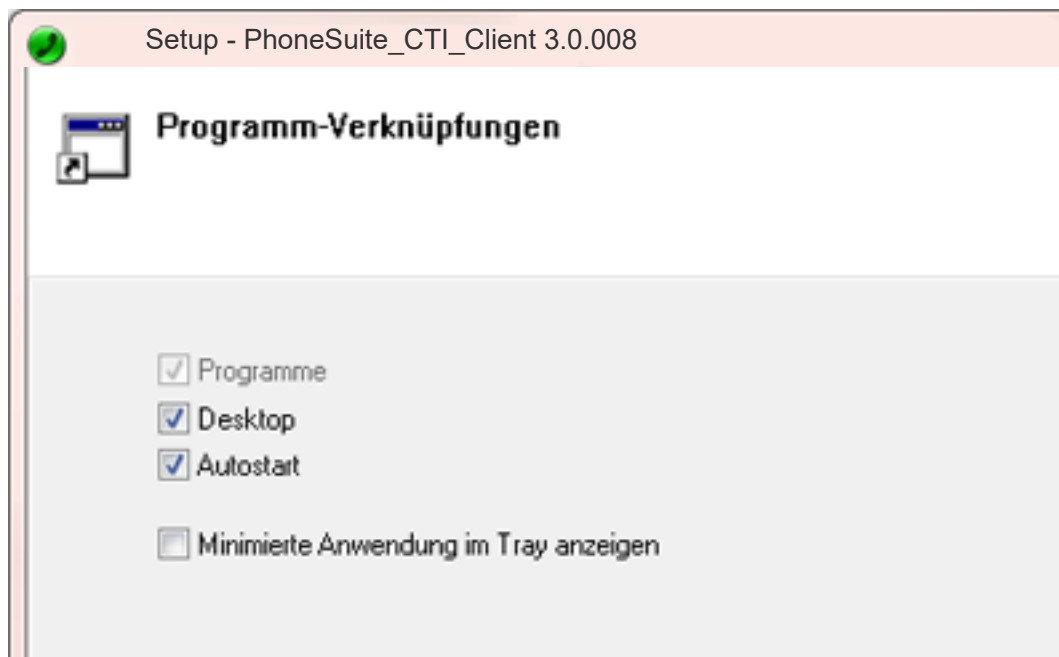 Setup - PhoneSuite_CTI_Client 3.0.008
Programm-Verknüpfungen
Programme
Desktop
Autostart
Minimierte Anwendung im Tray anzeigen